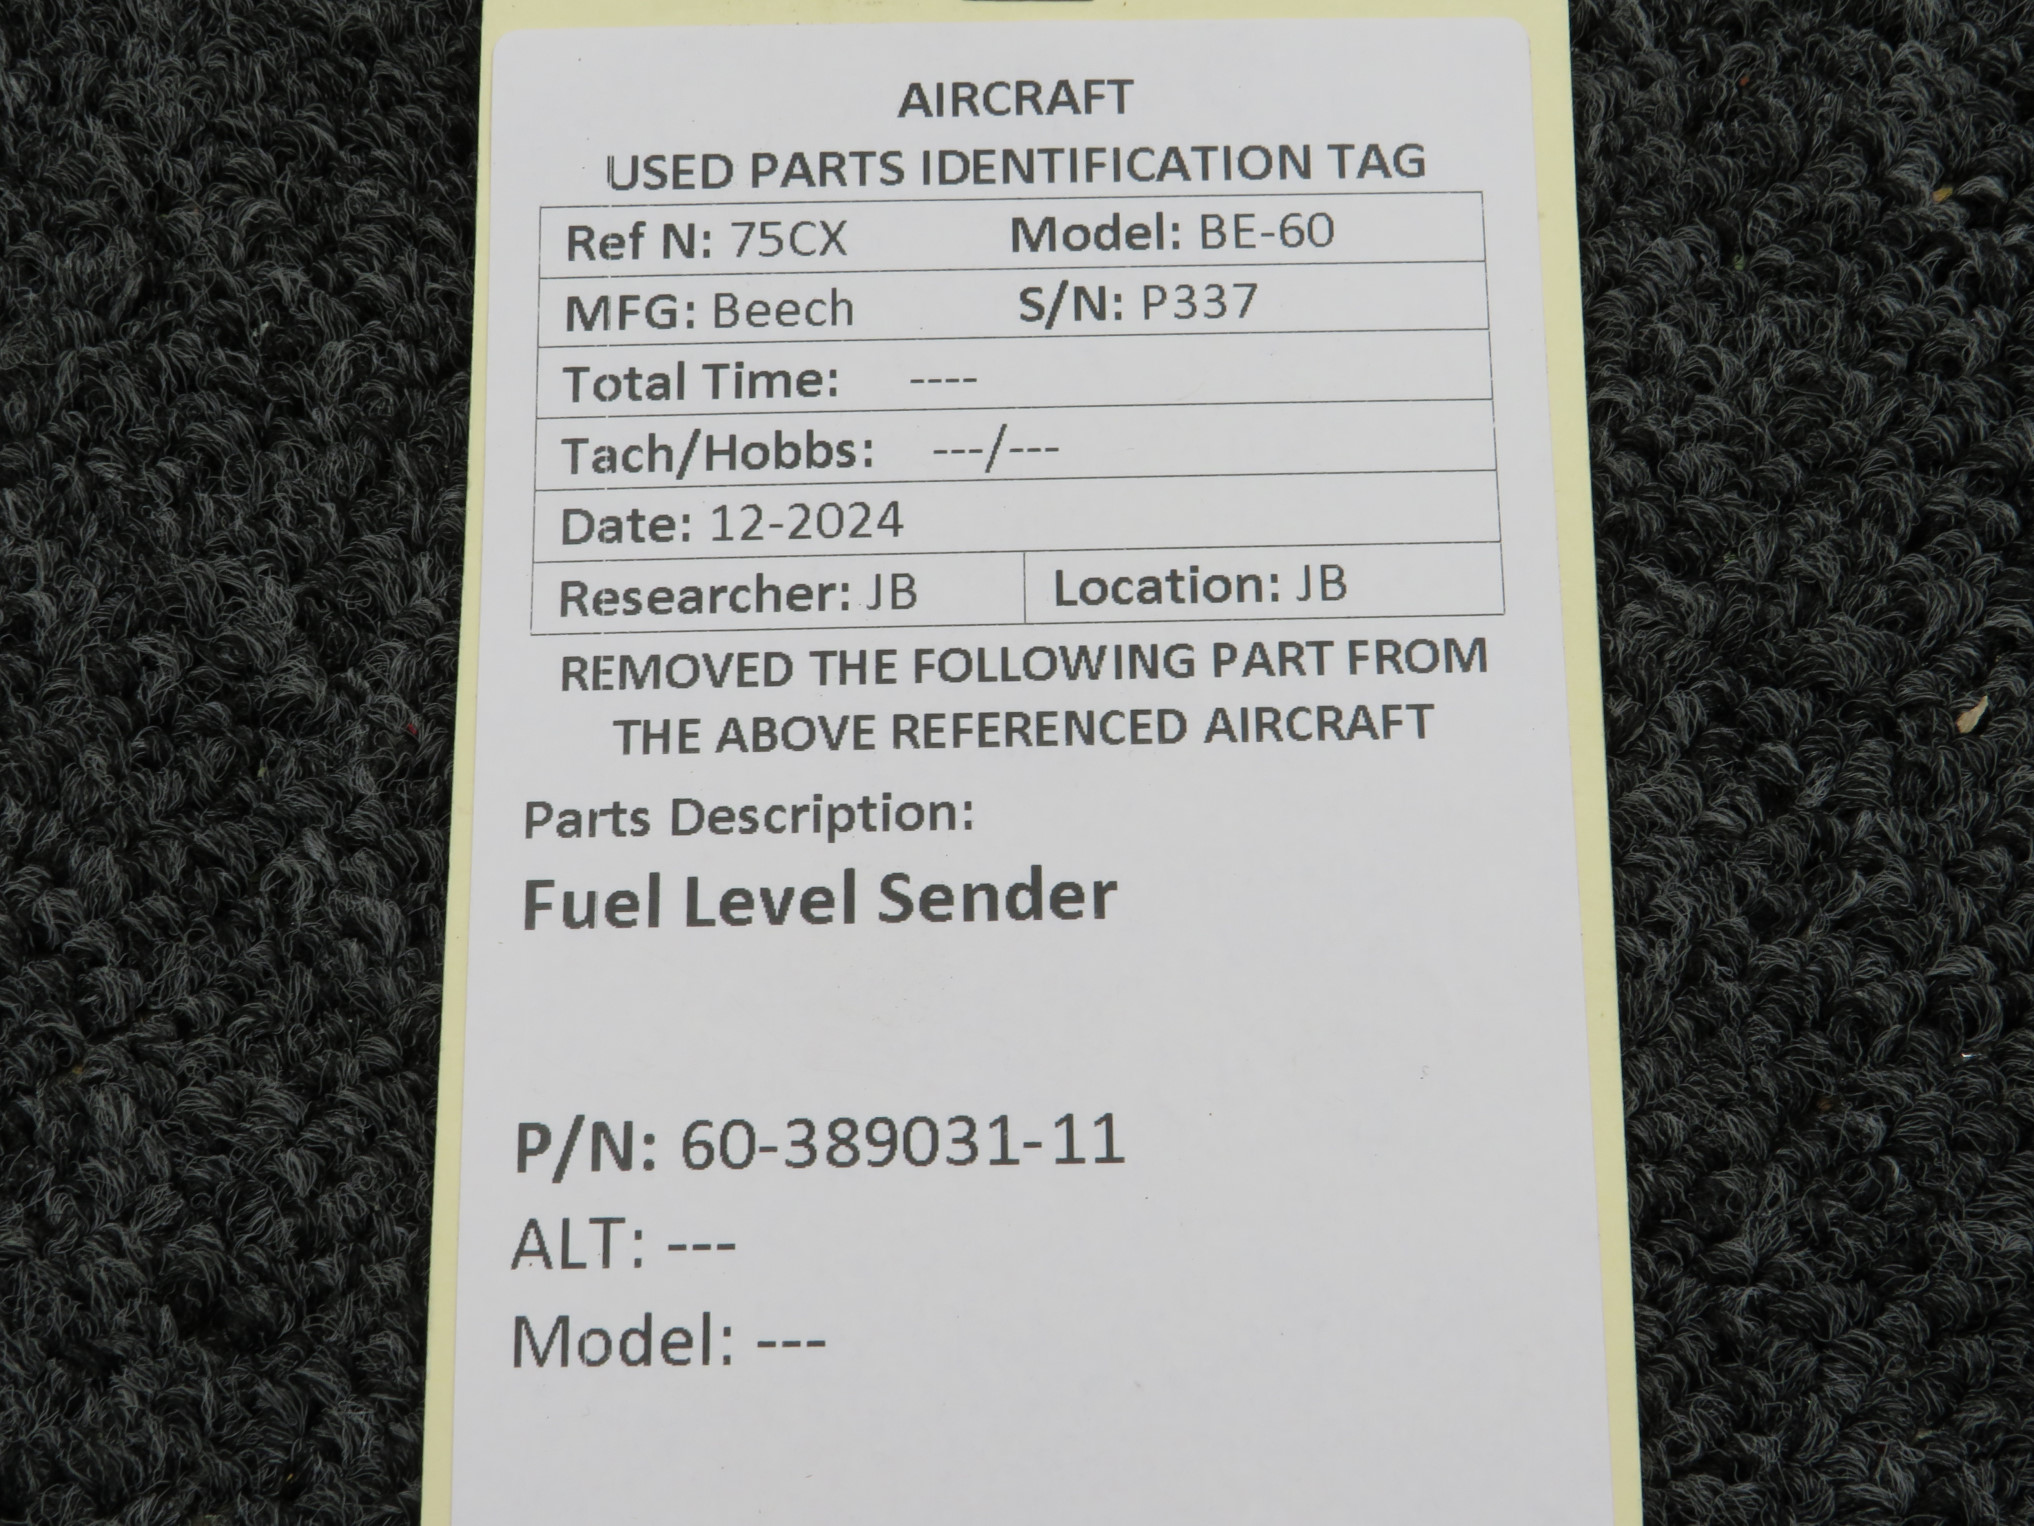 AIRCRAFT
USED PARTS IDENTIFICATION TAG
Ref N: 75CX Model: BE-60
MFG: Beech S/N: P337
Total Time: ----
Tach/Hobbs: ---/---
Date: 12-2024
Researcher: JB Location: JB
REMOVED THE FOLLOWING PART FROM
THE ABOVE REFERENCED AIRCRAFT
Parts Description:
Fuel Level Sender
P/N: 60-389031-11
ALT: ---
Model: ---